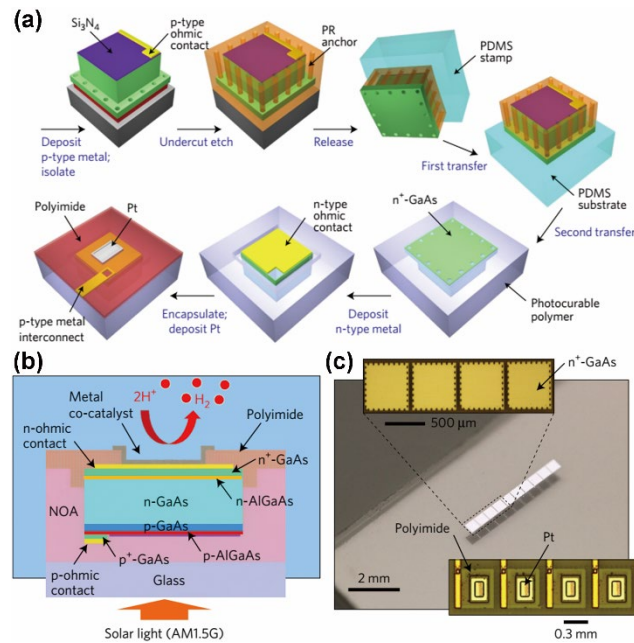 (a)
Si₃N₄
p-type
ohmic
contact
PR
anchor
PDMS
stamp
Deposit
p-type metal;
isolate
Undercut etch
Release
First transfer
PDMS
substrate
Second transfer
Polyimide
Pt
n-type
ohmic
contact
n⁺-GaAs
p-type metal
interconnect
Encapsulate;
deposit Pt
Deposit
n-type metal
Photocurable
polymer
(b)
Metal
co-catalyst
2H⁺
H₂
Polyimide
n-ohmic
contact
n⁺-GaAs
n-GaAs
n-AlGaAs
NOA
p-GaAs
p⁺-GaAs
p-AlGaAs
p-ohmic
contact
Glass
Solar light (AM1.5G)
(c)
n⁺-GaAs
500 μm
Polyimide
Pt
2 mm
0.3 mm